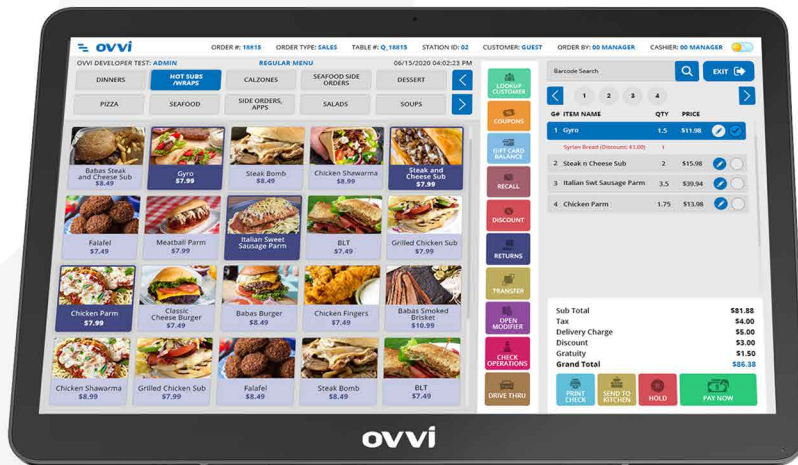 ovvi
ORDER #: 18815 ORDER TYPE: SALES TABLE #: Q_18815 STATION ID: 02 CUSTOMER: GUEST ORDER BY: 00 MANAGER CASHIER: 00 MANAGER
OVVI DEVELOPER TEST: ADMIN REGULAR MENU 06/15/2020 04:02:23 PM
DINNERS
HOT SUBS
/WRAPS
CALZONES
SEAFOOD SIDE
ORDERS
DESSERT
PIZZA
SEAFOOD
SIDE ORDERS,
APPS
SALADS
SOUPS
Babas Steak
and Cheese Sub
$8.49
Gyro
$7.99
Steak Bomb
$8.49
Chicken Shawarma
$8.99
Steak and
Cheese Sub
$7.99
Falafel
$7.49
Meatball Parm
$7.99
Italian Sweet
Sausage Parm
BLT
$7.49
Grilled Chicken Sub
$7.99
Chicken Parm
$7.99
Classic
Cheese Burger
$7.49
Babas Burger
$8.49
Chicken Fingers
$7.49
Babas Smoked
Brisket
$10.99
Chicken Shawarma
$8.99
Grilled Chicken Sub
$8.99
Falafel
$8.49
Steak Bomb
$8.49
BLT
$7.49
LOOKUP
CUSTOMER
COUPONS
GIFT CARD
BALANCE
RECALL
DISCOUNT
RETURNS
TRANSFER
OPEN
MODIFIER
CHECK
OPERATIONS
DRIVE THRU
Barcode Search
EXIT
1 2 3 4
G# ITEM NAME QTY PRICE
1 Gyro 1.5 $11.98
Syrian Bread (Discount: $1.00) 1
2 Steak n Cheese Sub 2 $15.98
3 Italian Swt Sausage Parm 3.5 $39.94
4 Chicken Parm 1.75 $13.98
Sub Total $81.88
Tax $4.00
Delivery Charge $5.00
Discount $3.00
Gratuity $1.50
Grand Total $86.38
PRINT
CHECK
SEND TO
KITCHEN
HOLD
PAY NOW
ovvi